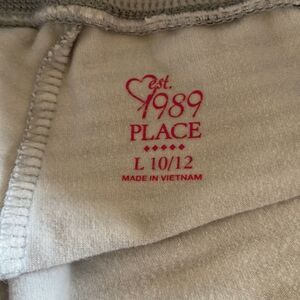 est.
1989
PLACE
L 10/12
MADE IN VIETNAM